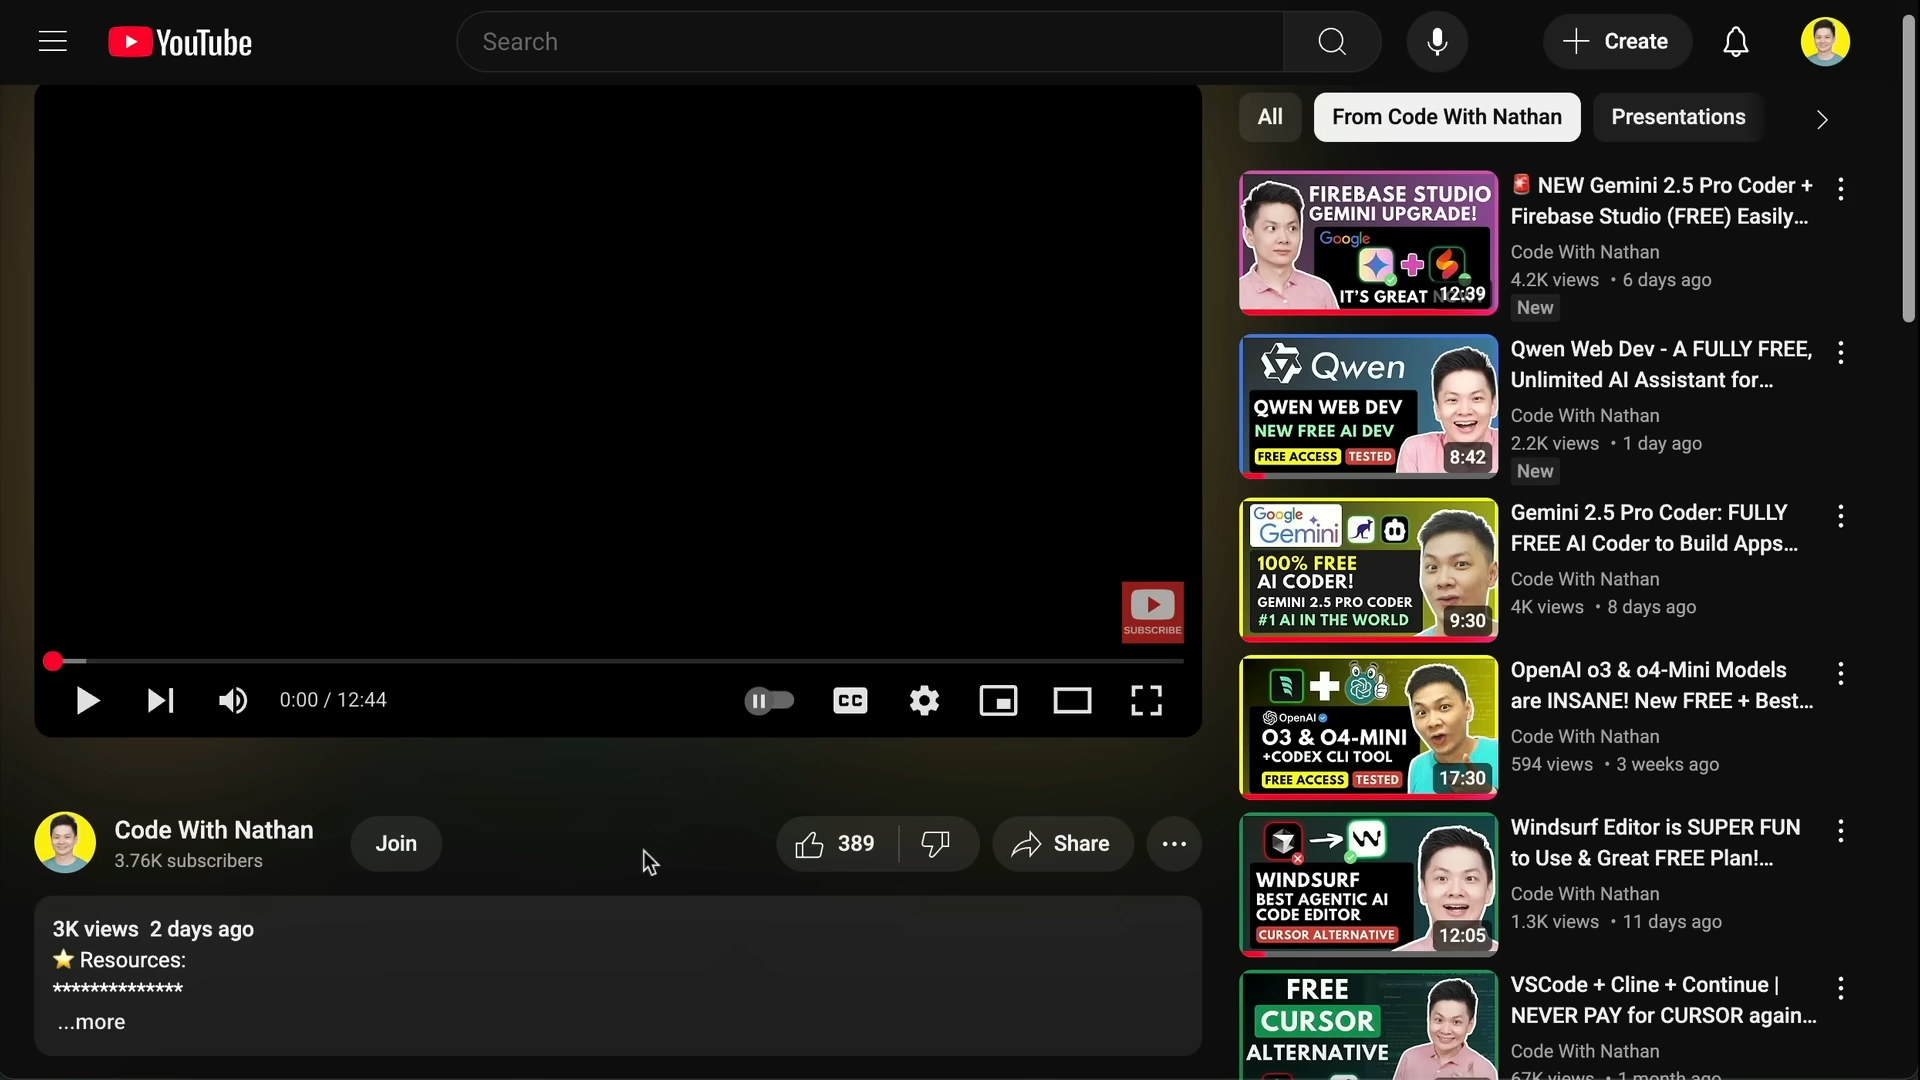 YouTube
Search
Create
All
From Code With Nathan
Presentations
FIREBASE STUDIO
GEMINI UPGRADE!
Google
IT'S GREAT
12:39
🚨 NEW Gemini 2.5 Pro Coder +
Firebase Studio (FREE) Easily...
Code With Nathan
4.2K views • 6 days ago
New
Qwen
QWEN WEB DEV
NEW FREE AI DEV
FREE ACCESS TESTED
8:42
Qwen Web Dev - A FULLY FREE,
Unlimited AI Assistant for...
Code With Nathan
2.2K views • 1 day ago
New
Google
Gemini
100% FREE
AI CODER!
GEMINI 2.5 PRO CODER
#1 AI IN THE WORLD
9:30
Gemini 2.5 Pro Coder: FULLY
FREE AI Coder to Build Apps...
Code With Nathan
4K views • 8 days ago
OpenAI
O3 & O4-MINI
+CODEX CLI TOOL
FREE ACCESS TESTED
17:30
OpenAI o3 & o4-Mini Models
are INSANE! New FREE + Best...
Code With Nathan
594 views • 3 weeks ago
WINDSURF
BEST AGENTIC AI
CODE EDITOR
CURSOR ALTERNATIVE
12:05
Windsurf Editor is SUPER FUN
to Use & Great FREE Plan!...
Code With Nathan
1.3K views • 11 days ago
FREE
CURSOR
ALTERNATIVE
VSCode + Cline + Continue |
NEVER PAY for CURSOR again...
Code With Nathan
67K views • 1 month ago
SUBSCRIBE
0:00 / 12:44
CC
Code With Nathan
3.76K subscribers
Join
389
Share
3K views 2 days ago
⭐ Resources:
**************
...more